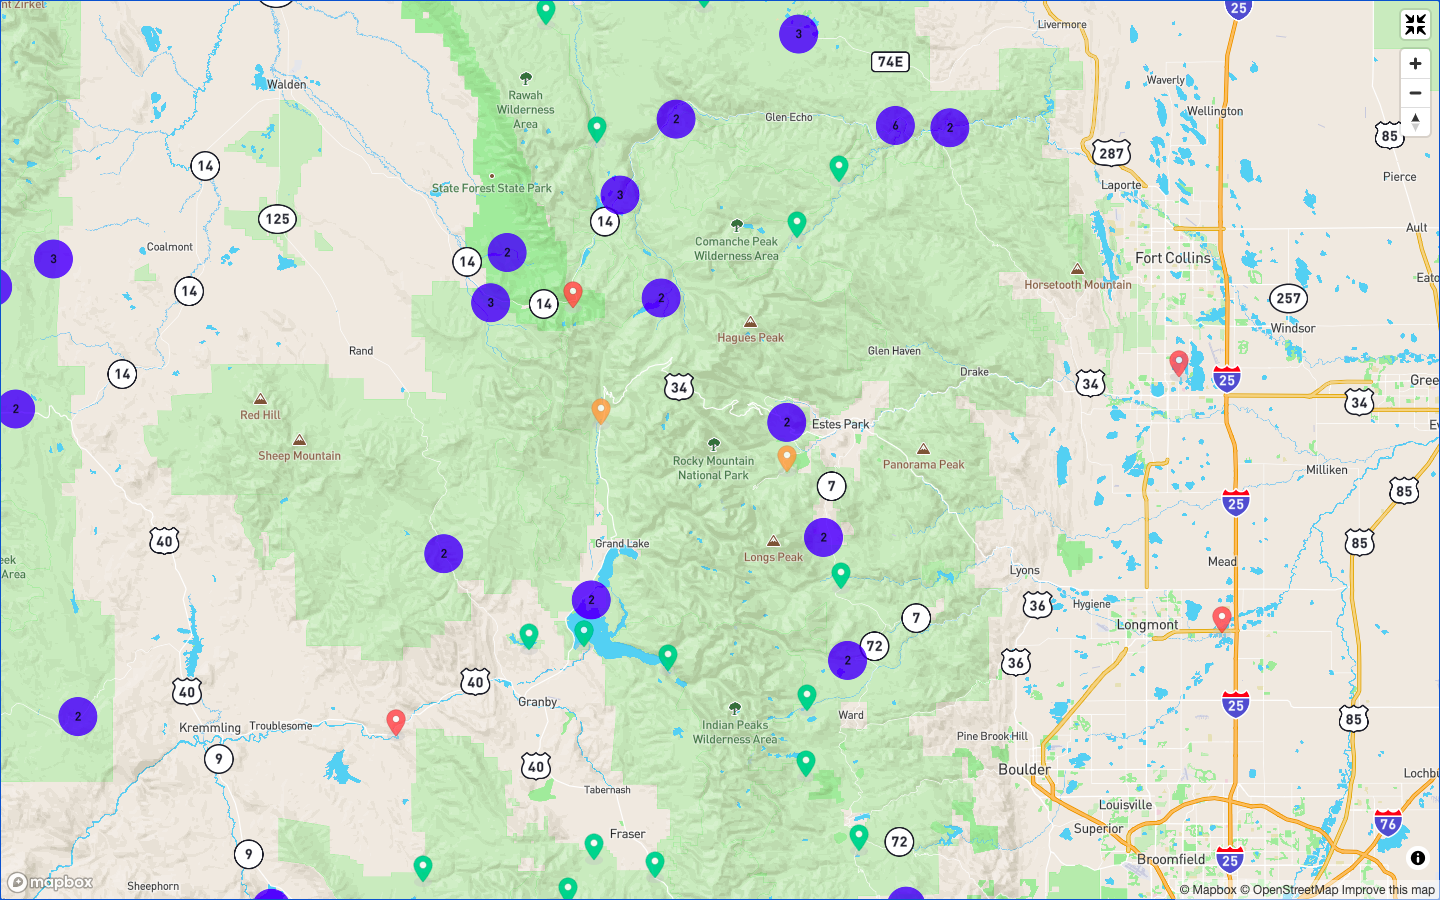 nt Zirkel
25
Livermore
3
74E
Waverly
Walden
Rawah
Wilderness
Area
Wellington
2
Glen Echo
6
2
287
85
14
Pierce
State Forest State Park
Laporte
3
125
14
Ault
Comanche Peak
Wilderness Area
Coalmont
2
3
14
Fort Collins
Horsetooth Mountain
Eato
14
3
14
2
257
Windsor
Hagues Peak
Rand
Glen Haven
14
34
Drake
34
25
Gree
34
2
Red Hill
2
Estes Park
Sheep Mountain
Rocky Mountain
National Park
Panorama Peak
Milliken
7
85
25
40
2
Grand Lake
2
Longs Peak
85
eek
Area
Lyons
Mead
2
36
Hygiene
7
Longmont
72
2
36
40
40
Granby
25
2
Kremmling
Troublesome
Indian Peaks
Wilderness Area
Ward
85
Pine Brook Hill
9
40
Boulder
Lochbu
Tabernash
Louisville
76
Fraser
Superior
72
9
Broomfield
25
mapbox
Sheephorn
© Mapbox © OpenStreetMap Improve this map